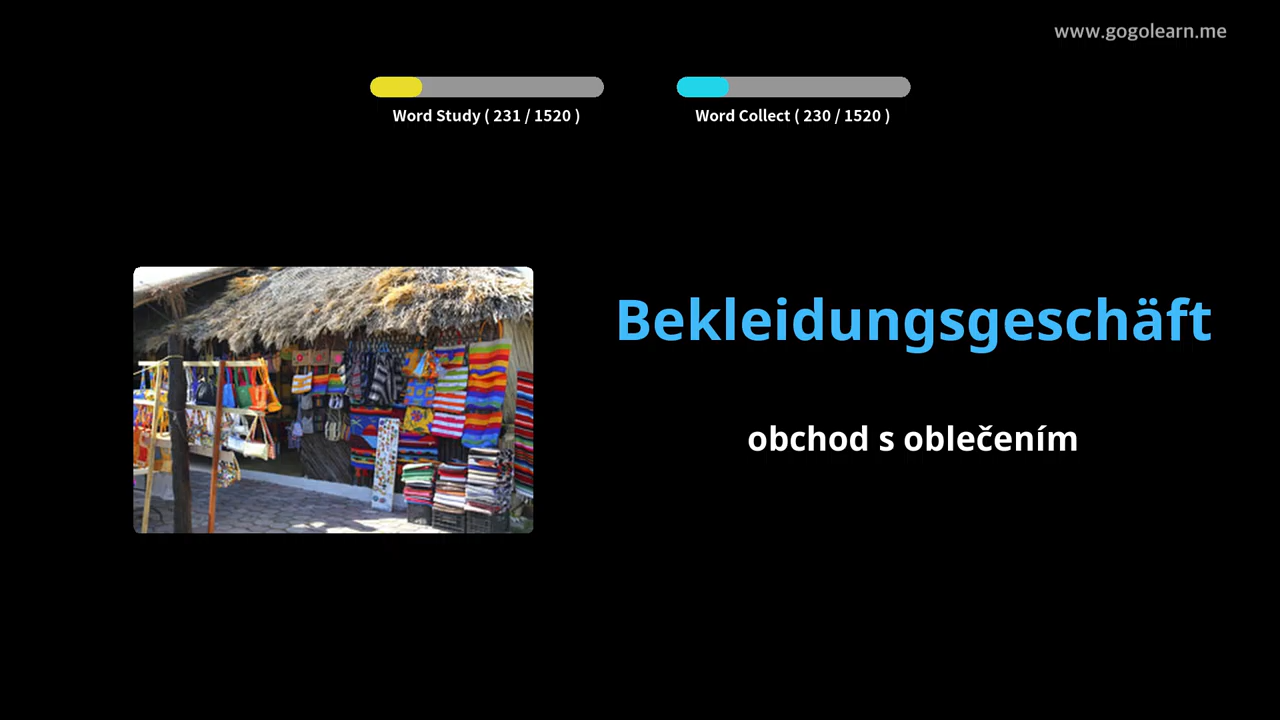 www.gogolearn.me
Word Study ( 231 / 1520 )
Word Collect ( 230 / 1520 )
Bekleidungsgeschäft
obchod s oblečením